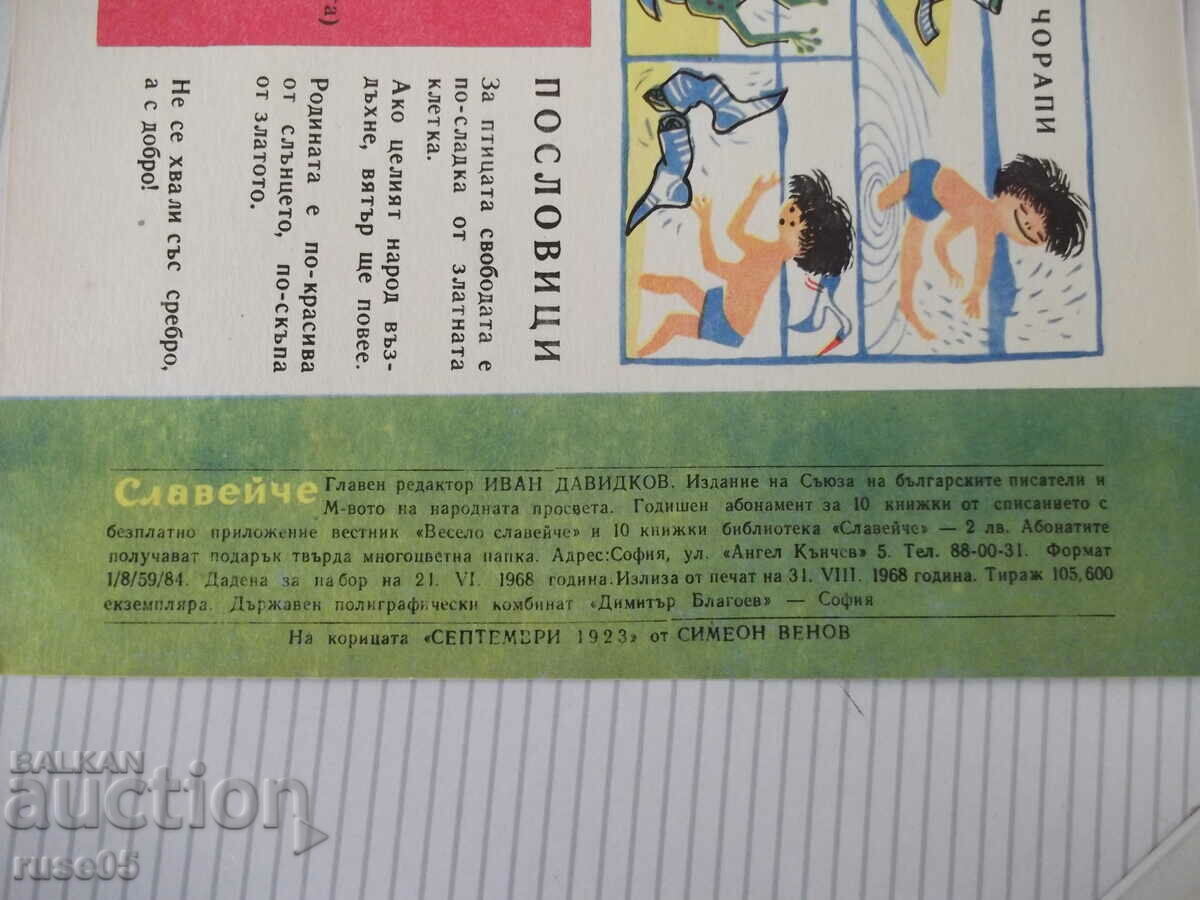 та)
ЧОРАПИ
ПОСЛОВИЦИ
За птицата свободата е
по-сладка от златната
клетка.
Ако целият народ въз-
дъхне, вятър ще повее.
Родината е по-красива
от слънцето, по-скъпа
от златото.
Не се хвали със сребро,
а с добро!
Славейче Главен редактор ИВАН ДАВИДКОВ. Издание на Съюза на българските писатели и
М-вото на народната просвета. Годишен абонамент за 10 книжки от списанието с
безплатно приложение вестник «Весело славейче» и 10 книжки библиотека «Славейче» — 2 лв. Абонатите
получават подарък твърда многоцветна папка. Адрес:София, ул. «Ангел Кънчев» 5. Тел. 88-00-31. Формат
1/8/59/84. Дадена за набор на 21. VI. 1968 година.Излиза от печат на 31. VIII. 1968 година. Тираж 105,600
екземпляра. Държавен полиграфически комбинат «Димитър Благоев» — София
На корицата «СЕПТЕМВРИ 1923» от СИМЕОН ВЕНОВ
BALKAN
auction
ruse05